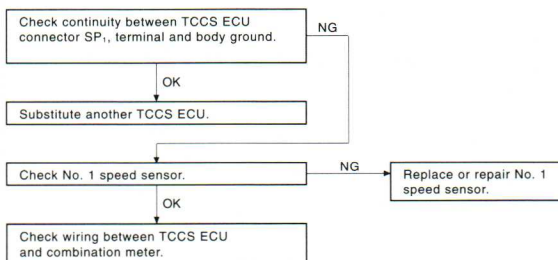 Check continuity between TCCS ECU
connector SP₁, terminal and body ground.
NG
OK
Substitute another TCCS ECU.
Check No. 1 speed sensor.
NG
Replace or repair No. 1
speed sensor.
OK
Check wiring between TCCS ECU
and combination meter.